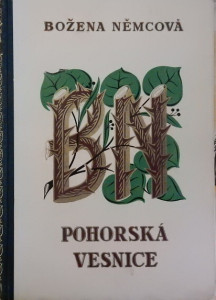 BOŽENA NĚMCOVÁ
BN
POHORSKÁ
VESNICE